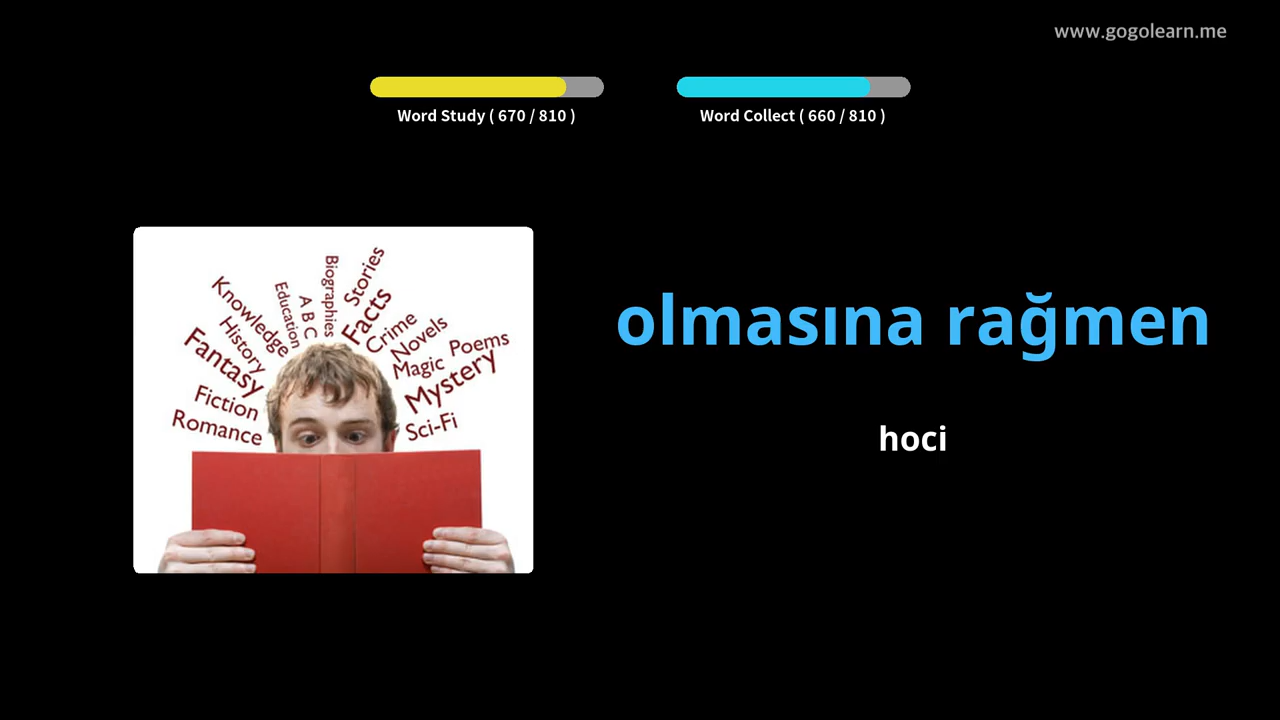 www.gogolearn.me
Word Study ( 670 / 810 )
Word Collect ( 660 / 810 )
Knowledge
Education
A B C
Biographies
Stories
Facts
Crime
Novels
Poems
Magic
Mystery
Sci-Fi
History
Fantasy
Fiction
Romance
olmasına rağmen
hoci